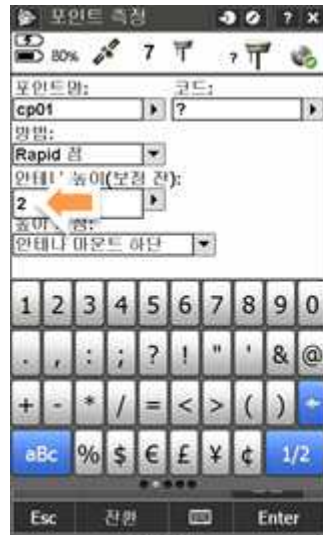 포인트 측정 ? X
80% 7 ?
포인트명: 코드:
cp01 ?
방법:
Rapid 점
안테나 높이(보정 전):
2
안테나 마운트 하단
1 2 3 4 5 6 7 8 9 0
. , : ; ? ! " ' & @
+ - * / = < > ( )
aBc % $ € £ ¥ ¢ 1/2
Esc 전환 Enter